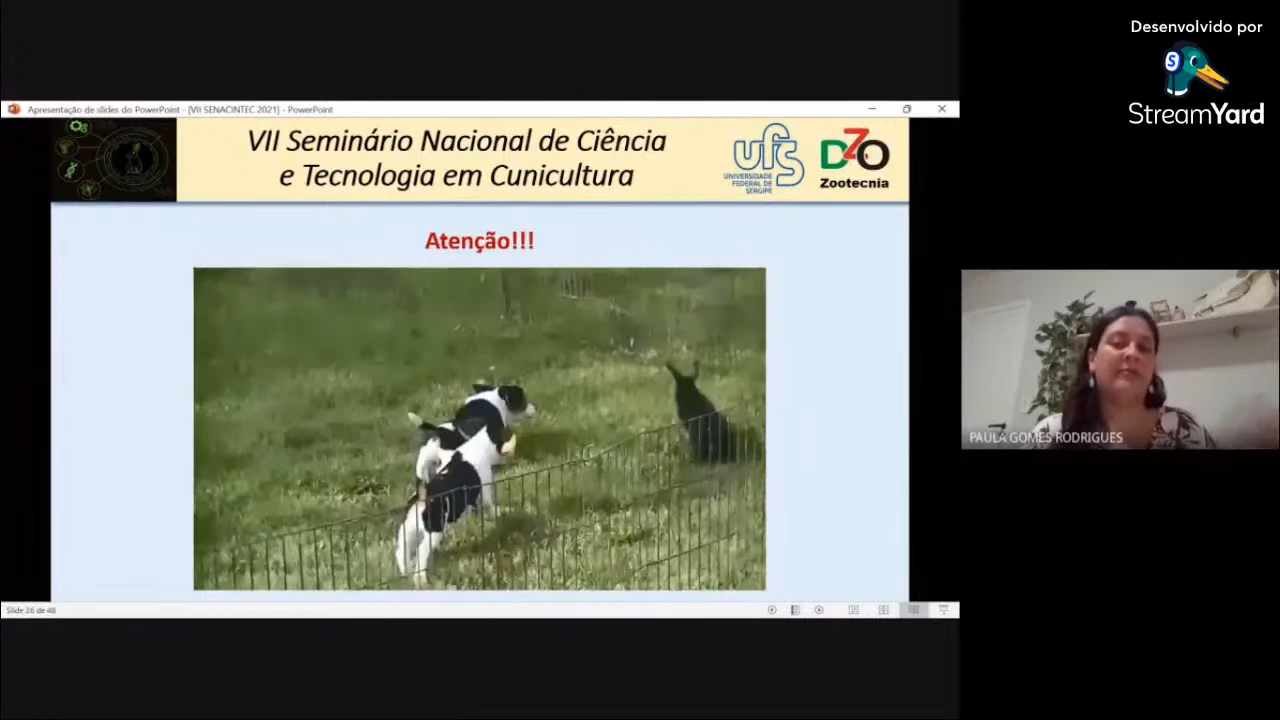 Desenvolvido por
StreamYard
Apresentação de slides do PowerPoint - [VII SENACINTEC 2021] - PowerPoint
VII Seminário Nacional de Ciência
e Tecnologia em Cunicultura
ufs
UNIVERSIDADE
FEDERAL DE
SERGIPE
DZO
Zootecnia
Atenção!!!
PAULA GOMES RODRIGUES
Slide 26 de 48